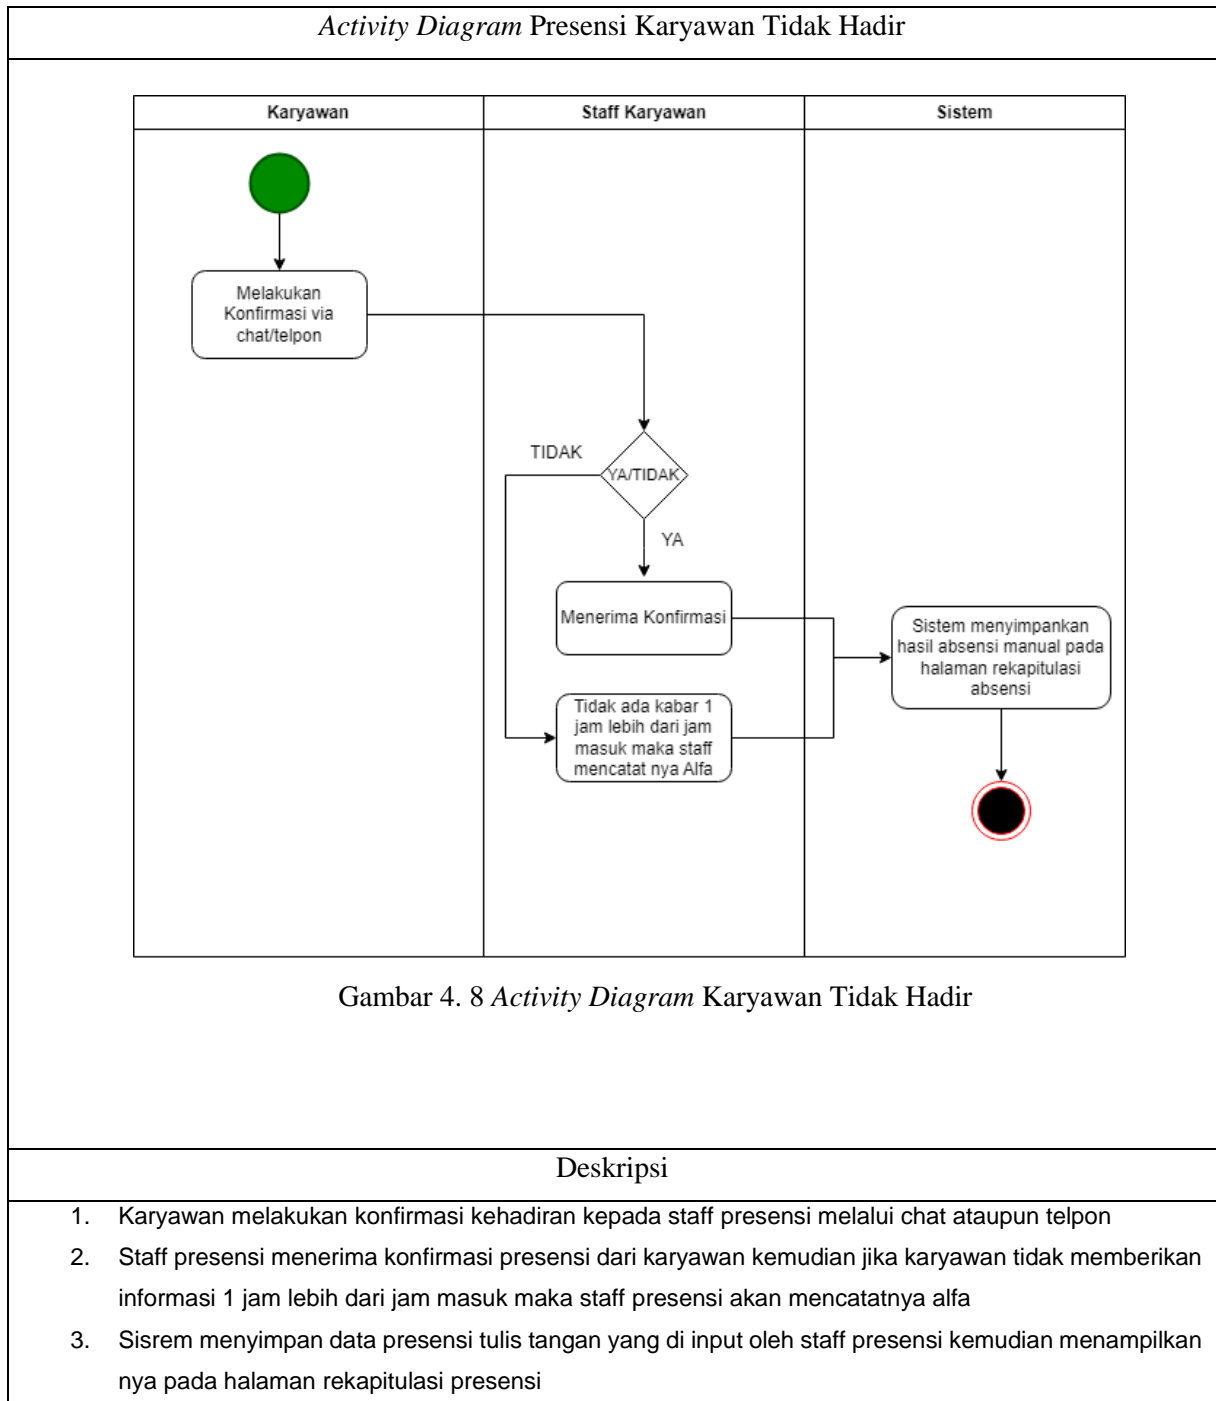 Activity Diagram Presensi Karyawan Tidak Hadir
Karyawan
Staff Karyawan
Sistem
Melakukan
Konfirmasi via
chat/telpon
TIDAK
YA/TIDAK
YA
Menerima Konfirmasi
Tidak ada kabar 1
jam lebih dari jam
masuk maka staff
mencatat nya Alfa
Sistem menyimpankan
hasil absensi manual pada
halaman rekapitulasi
absensi
Gambar 4. 8 Activity Diagram Karyawan Tidak Hadir
Deskripsi
1. Karyawan melakukan konfirmasi kehadiran kepada staff presensi melalui chat ataupun telpon
2. Staff presensi menerima konfirmasi presensi dari karyawan kemudian jika karyawan tidak memberikan
informasi 1 jam lebih dari jam masuk maka staff presensi akan mencatatnya alfa
3. Sisrem menyimpan data presensi tulis tangan yang di input oleh staff presensi kemudian menampilkan
nya pada halaman rekapitulasi presensi